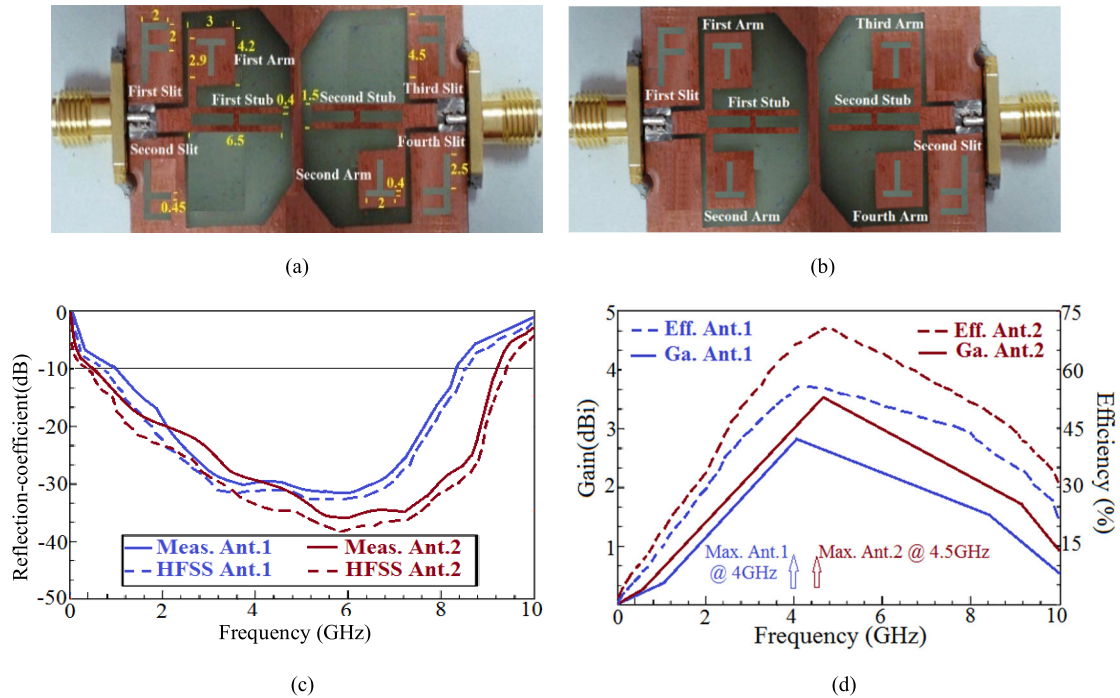 2
3
2
4.2
2.9
First Arm
4.5
First Slit
Third Slit
First Stub
0.4
1.5
Second Stub
6.5
Second Slit
Fourth Slit
Second Arm
0.4
2.5
0.45
2
(a)
First Arm
Third Arm
First Slit
First Stub
Second Stub
Second Slit
Second Arm
Fourth Arm
(b)
Reflection-coefficient(dB)
0
-10
-20
-30
-40
-50
Meas. Ant.1
Meas. Ant.2
HFSS Ant.1
HFSS Ant.2
0
2
4
6
8
10
Frequency (GHz)
(c)
Gain(dBi)
5
4
3
2
1
Eff. Ant.1
Eff. Ant.2
Ga. Ant.1
Ga. Ant.2
75
60
45
30
15
Efficiency (%)
Max. Ant.1
@ 4GHz
Max. Ant.2 @ 4.5GHz
0
2
4
6
8
10
Frequency (GHz)
(d)